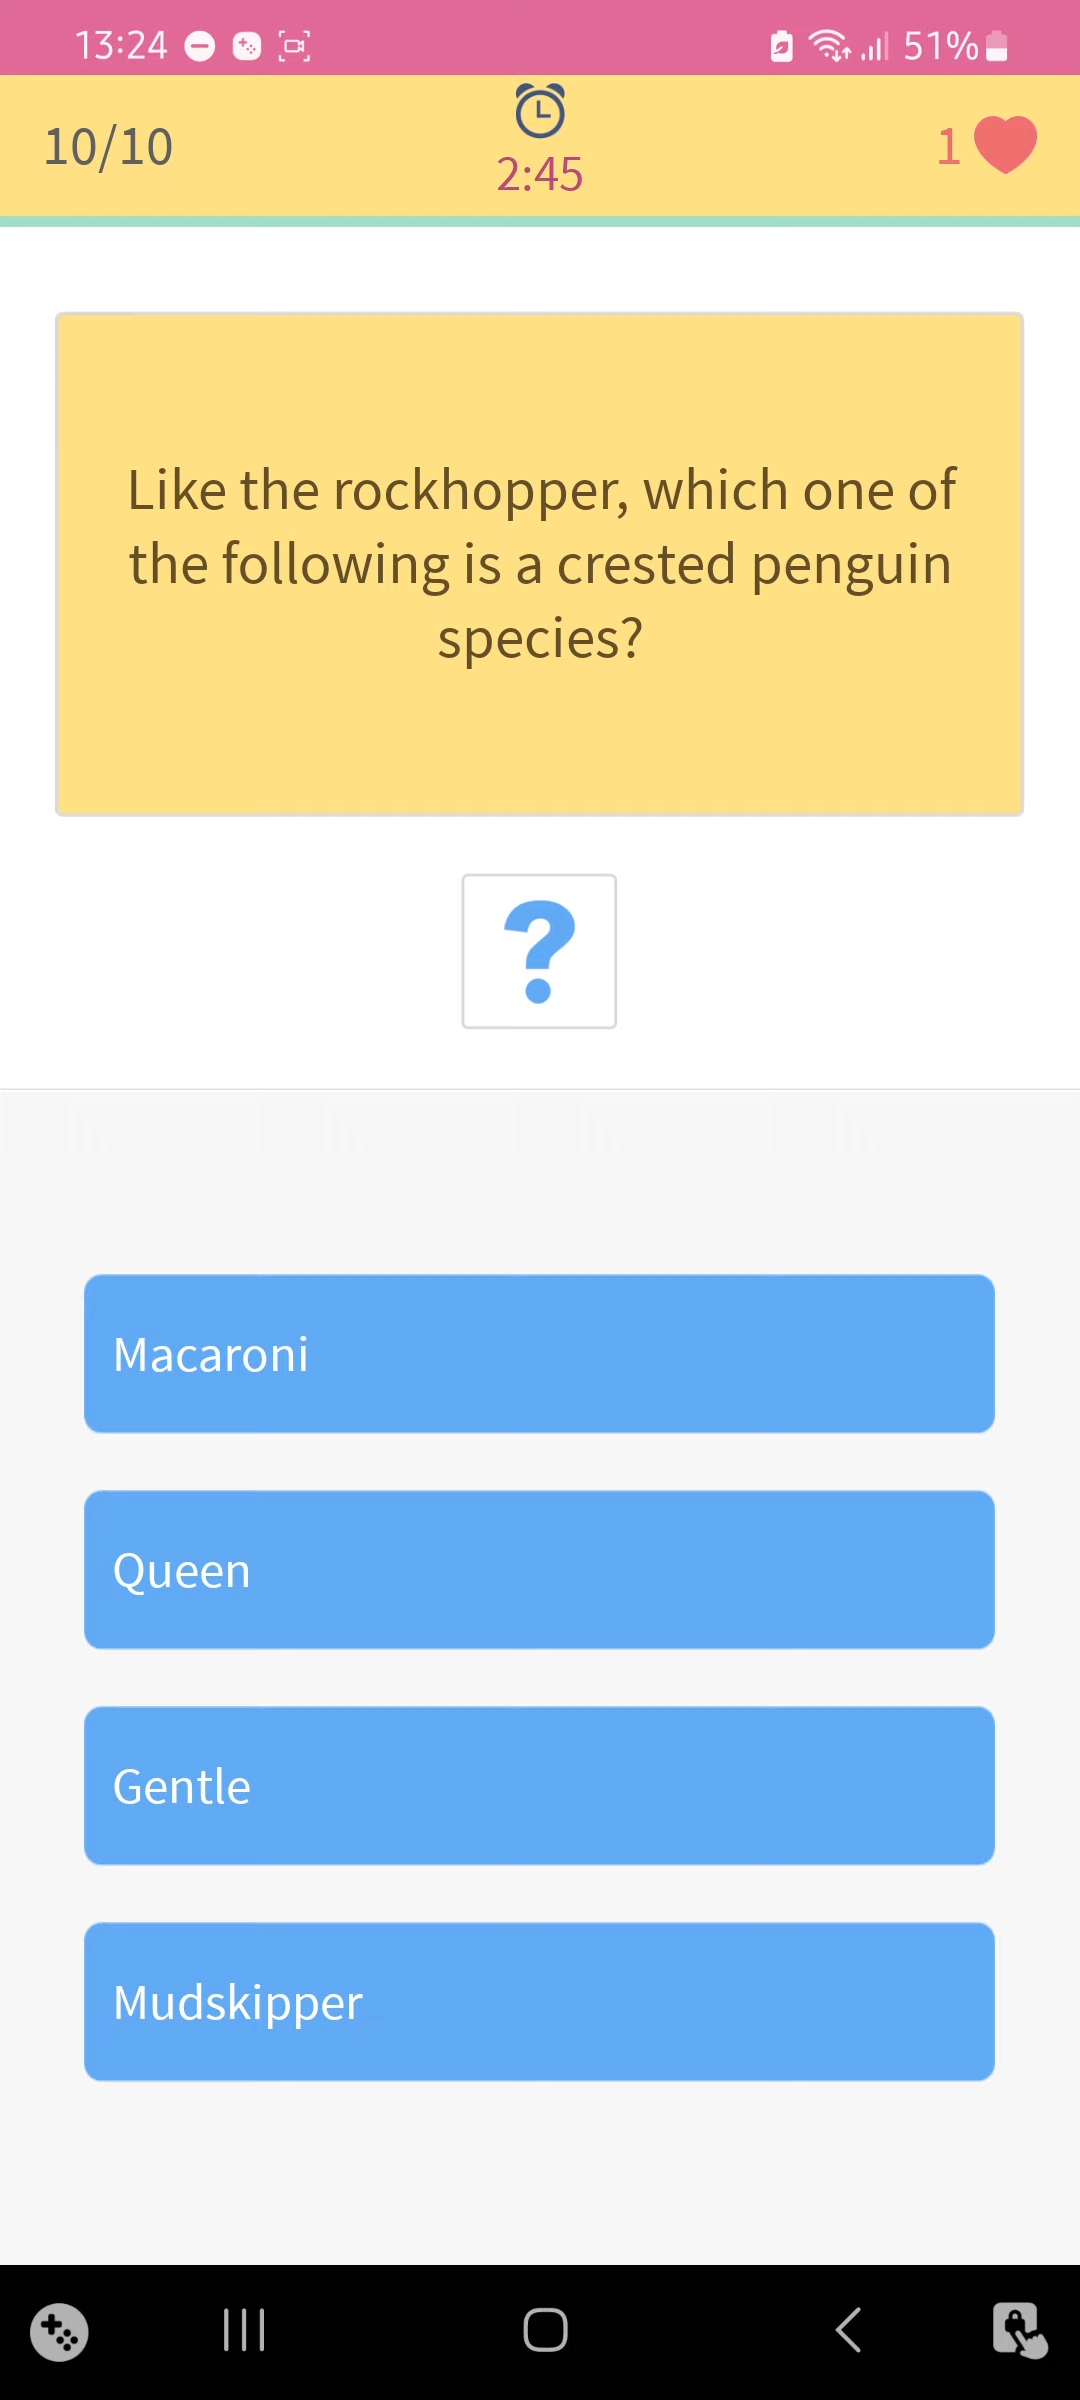 13:24
51%
10/10
2:45
1
Like the rockhopper, which one of
the following is a crested penguin
species?
?
Macaroni
Queen
Gentle
Mudskipper